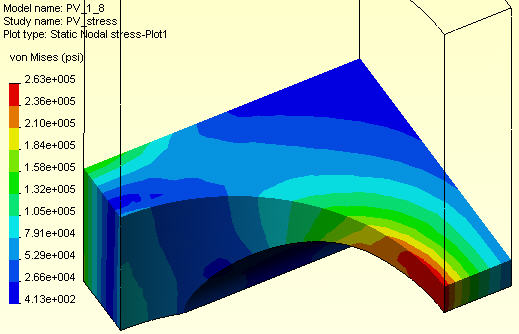 Model name: PV_1_8
Study name: PV_stress
Plot type: Static Nodal stress-Plot1
von Mises (psi)
2.63e+005
2.36e+005
2.10e+005
1.84e+005
1.58e+005
1.32e+005
1.05e+005
7.91e+004
5.29e+004
2.66e+004
4.13e+002